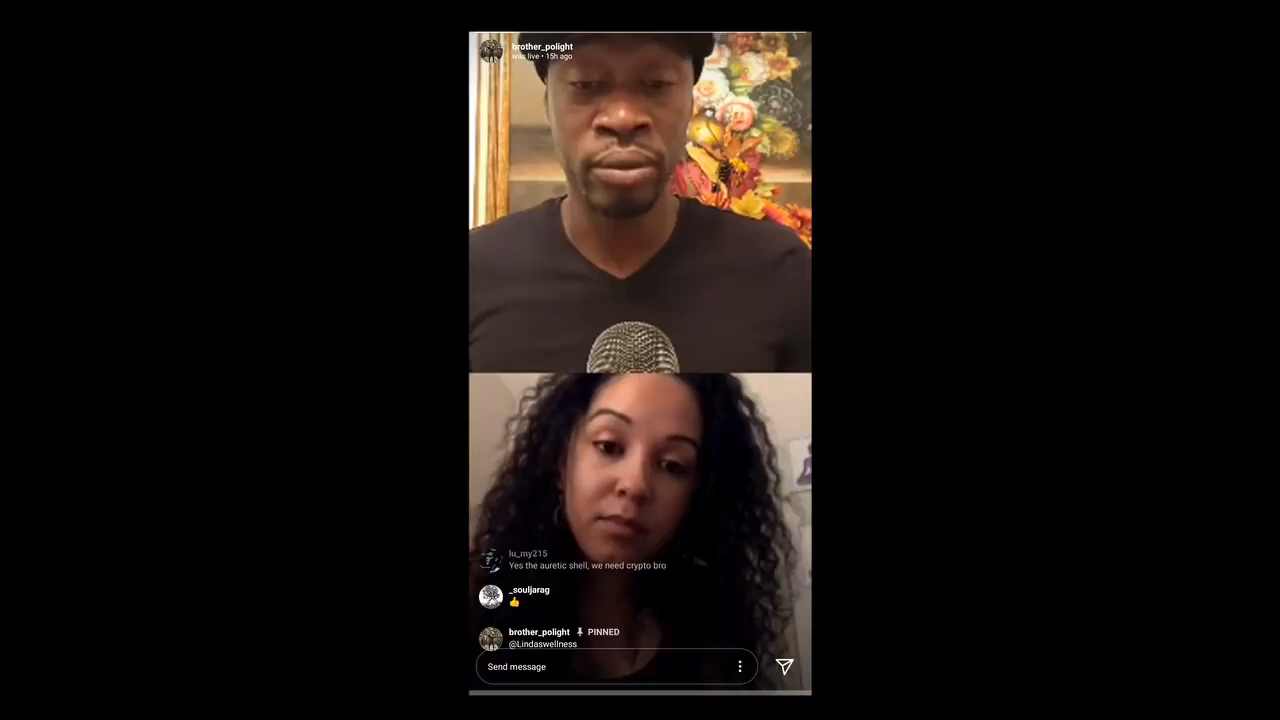 brother_polight
was live • 15h ago
lu_my215
Yes the auretic shell, we need crypto bro
_souljarag
👍
brother_polight PINNED
@Lindaswellness
Send message